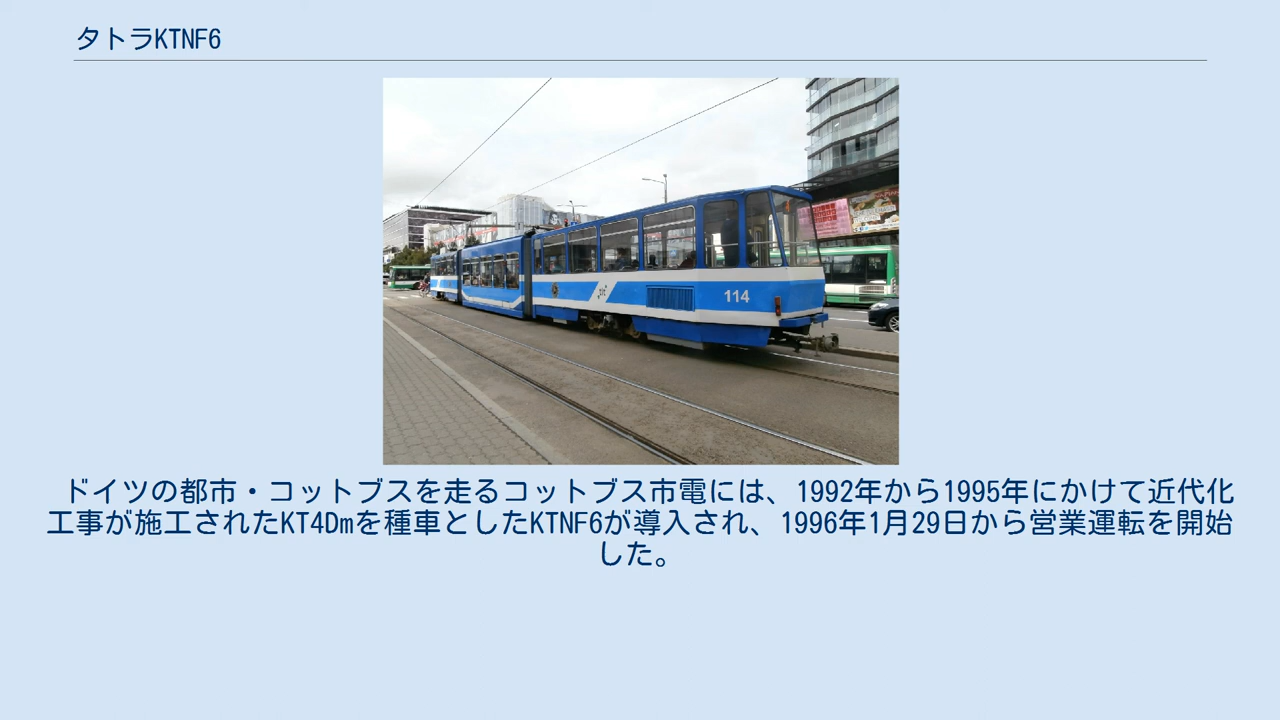 タトラKTNF6
114
ドイツの都市・コットブスを走るコットブス市電には、1992年から1995年にかけて近代化
工事が施工されたKT4Dmを種車としたKTNF6が導入され、1996年1月29日から営業運転を開始
した。